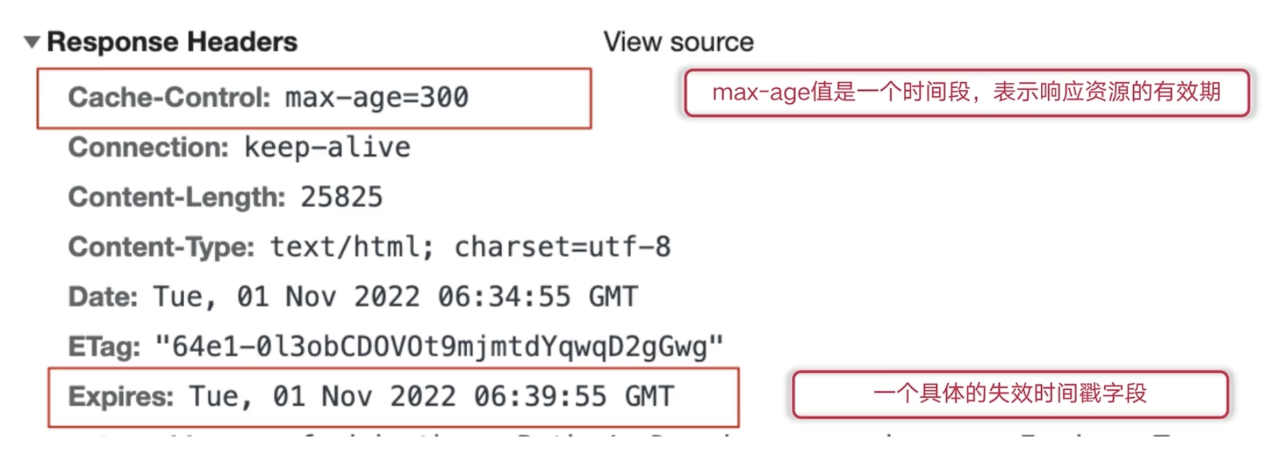 Response Headers View source
Cache-Control: max-age=300 max-age值是一个时间段，表示响应资源的有效期
Connection: keep-alive
Content-Length: 25825
Content-Type: text/html; charset=utf-8
Date: Tue, 01 Nov 2022 06:34:55 GMT
ETag: "64e1-0l3obCDOVOt9mjmtdYqwqD2gGwg"
Expires: Tue, 01 Nov 2022 06:39:55 GMT 一个具体的失效时间戳字段